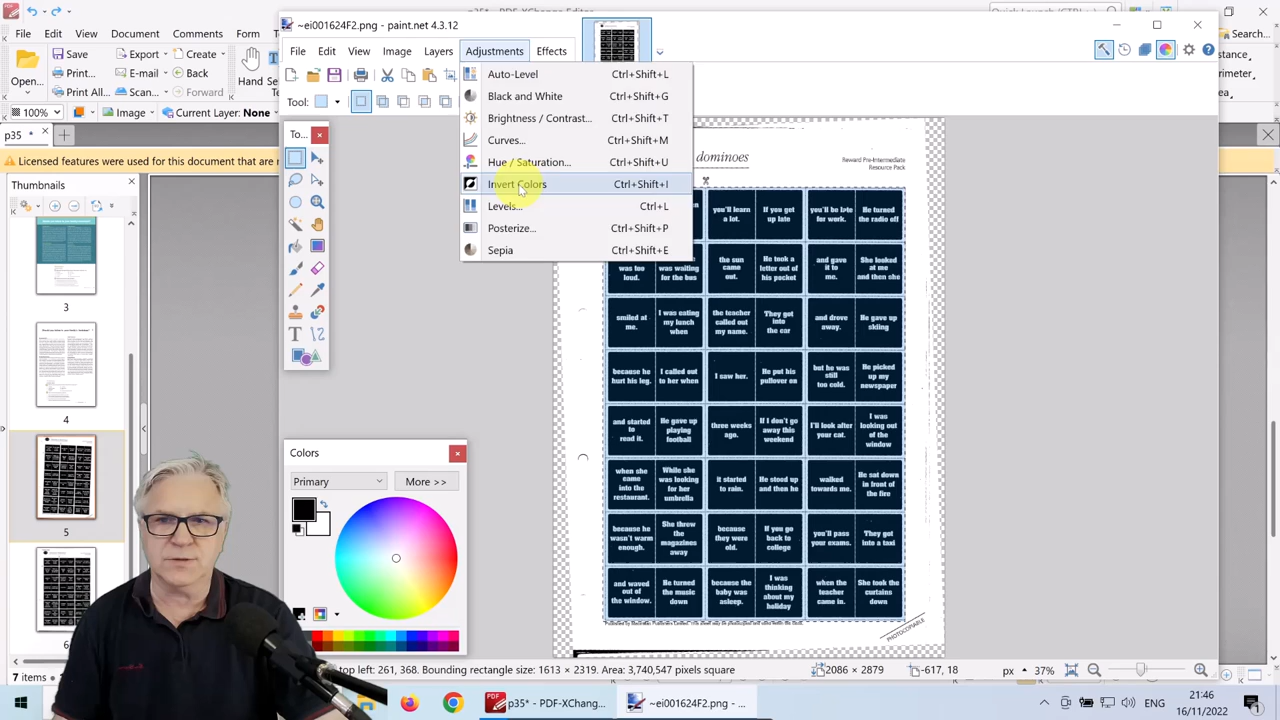 ei001624F2.png - paint.net 4.3.12
File Edit View Document Comments Form
File Edit View Image Layers Adjustments Effects
Search...
Open... Export Create
Print... E-mail Back
Print All... Scan... Forward
Hand
Tool:
100% Image Current Layer: None
p35 *
Licensed features were used for this document that are
Auto-Level Ctrl+Shift+L
Black and White Ctrl+Shift+G
Brightness / Contrast... Ctrl+Shift+T
Curves... Ctrl+Shift+M
Hue / Saturation... Ctrl+Shift+U
Invert Colors Ctrl+Shift+I
Levels... Ctrl+L
Posterize... Ctrl+Shift+P
Sepia Ctrl+Shift+E
Thumbnails
3
4
5
6
Colors
Primary
More >>
dominoes
Reward Pre-Intermediate
Resource Pack
you'll learn
a lot.
If you get
up late
you'll be late
for work.
He turned
the radio off
was too
loud.
was waiting
for the bus
the sun
came
out.
He took a
letter out of
his pocket
and gave
it to
me.
She looked
at me
and then she
smiled at
me.
I was eating
my lunch
when
the teacher
called out
my name.
They got
into
the car
and drove
away.
He gave up
skiing
because he
hurt his leg.
I called out
to her when
I saw her.
He put his
pullover on
but he was
still
too cold.
He picked
up my
newspaper
and started
to
read it.
He gave up
playing
football
three weeks
ago.
If I don't go
away this
weekend
I'll look after
your cat.
I was
looking out
of the
window
when she
came
into the
restaurant.
While she
was looking
for her
umbrella
it started
to rain.
He stood up
and then he
walked
towards me.
He sat down
in front of
the fire
because he
wasn't warm
enough.
She threw
the
magazines
away
because
they were
old.
If you go
back to
college
you'll pass
your exams.
They got
into a taxi
and waved
out of
the window.
He turned
the music
down
because the
baby was
asleep.
I was
thinking
about my
holiday
when the
teacher
came in.
She took the
curtains
down
PHOTOCOPIABLE
left: 261, 368. Bounding rectangle size: 1613 × 2319. Area: 3,740,547 pixels square
2086 × 2879
-617, 18
px
37%
p35* - PDF-XChang...
~ei001624F2.png - ...
ENG
21:46
16/11/2022